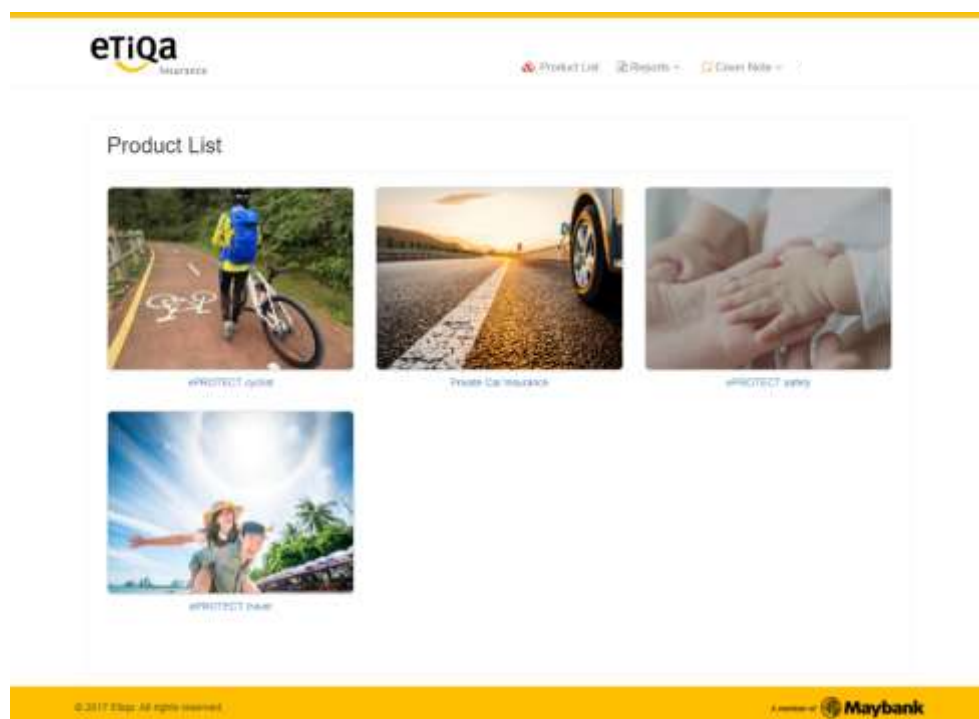 eTiQa
Insurance
Product List Reports Cover Note
Product List
ePROTECT cyclist
Private Car Insurance
ePROTECT safety
ePROTECT travel
© 2017 Etiqa. All rights reserved.
A member of Maybank